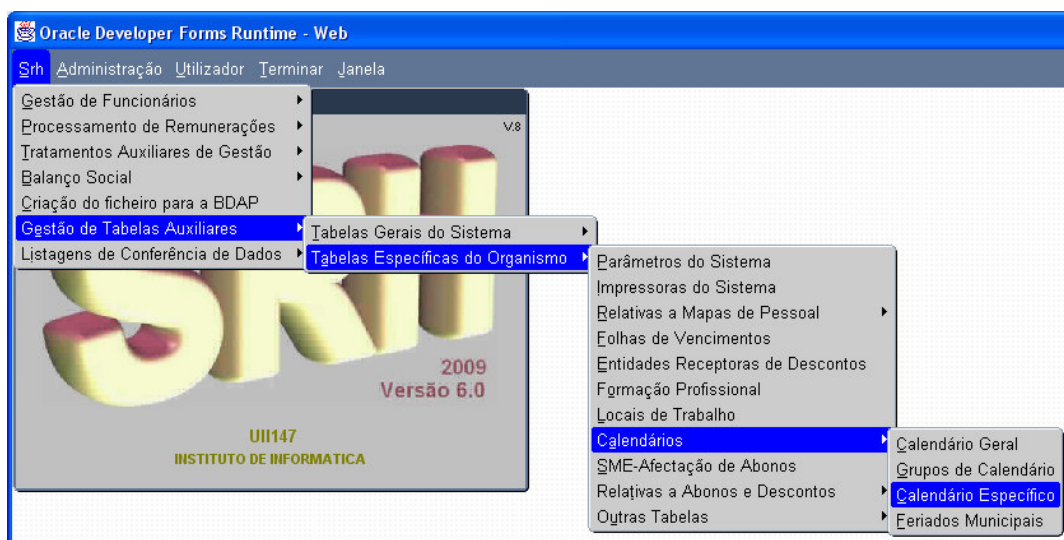 Oracle Developer Forms Runtime - Web
Srh Administração Utilizador Terminar Janela
Gestão de Funcionários
Processamento de Remunerações
Tratamentos Auxiliares de Gestão
Balanço Social
Criação do ficheiro para a BDAP
Gestão de Tabelas Auxiliares
Listagens de Conferência de Dados
V.8
Tabelas Gerais do Sistema
Tabelas Específicas do Organismo
Parâmetros do Sistema
Impressoras do Sistema
Relativas a Mapas de Pessoal
Folhas de Vencimentos
Entidades Receptoras de Descontos
Formação Profissional
Locais de Trabalho
Calendários
SME-Afectação de Abonos
Relativas a Abonos e Descontos
Outras Tabelas
Calendário Geral
Grupos de Calendário
Calendário Específico
Feriados Municipais
SRH
2009
Versão 6.0
UII147
INSTITUTO DE INFORMATICA